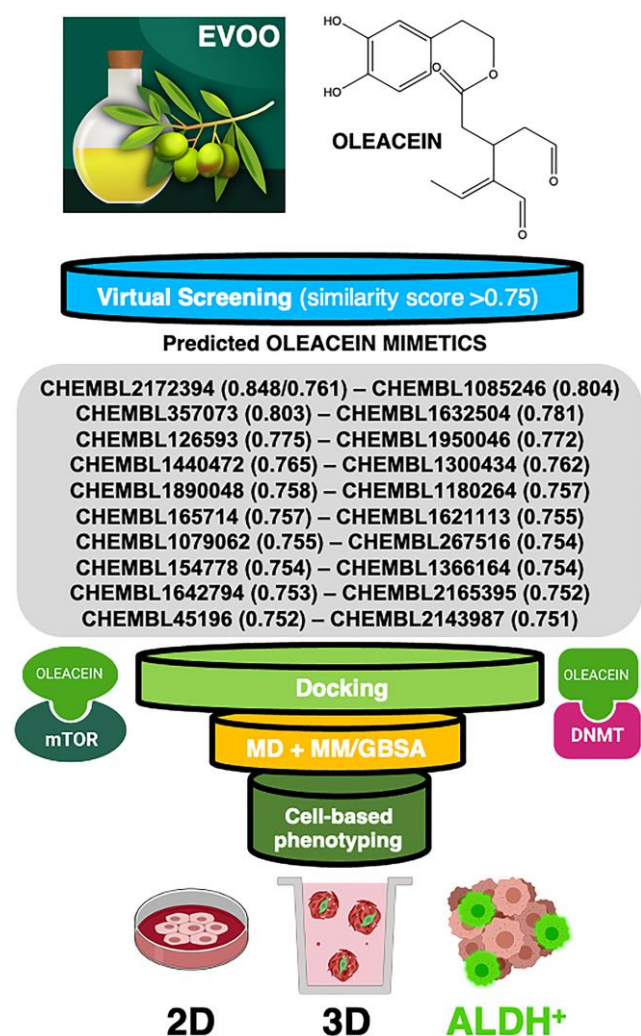 EVOO
HO
HO
O
O
OLEACEIN
O
O
Virtual Screening (similarity score >0.75)
Predicted OLEACEIN MIMETICS
CHEMBL2172394 (0.848/0.761) – CHEMBL1085246 (0.804)
CHEMBL357073 (0.803) – CHEMBL1632504 (0.781)
CHEMBL126593 (0.775) – CHEMBL1950046 (0.772)
CHEMBL1440472 (0.765) – CHEMBL1300434 (0.762)
CHEMBL1890048 (0.758) – CHEMBL1180264 (0.757)
CHEMBL165714 (0.757) – CHEMBL1621113 (0.755)
CHEMBL1079062 (0.755) – CHEMBL267516 (0.754)
CHEMBL154778 (0.754) – CHEMBL1366164 (0.754)
CHEMBL1642794 (0.753) – CHEMBL2165395 (0.752)
CHEMBL45196 (0.752) – CHEMBL2143987 (0.751)
OLEACEIN
mTOR
Docking
OLEACEIN
DNMT
MD + MM/GBSA
Cell-based
phenotyping
2D
3D
ALDH⁺